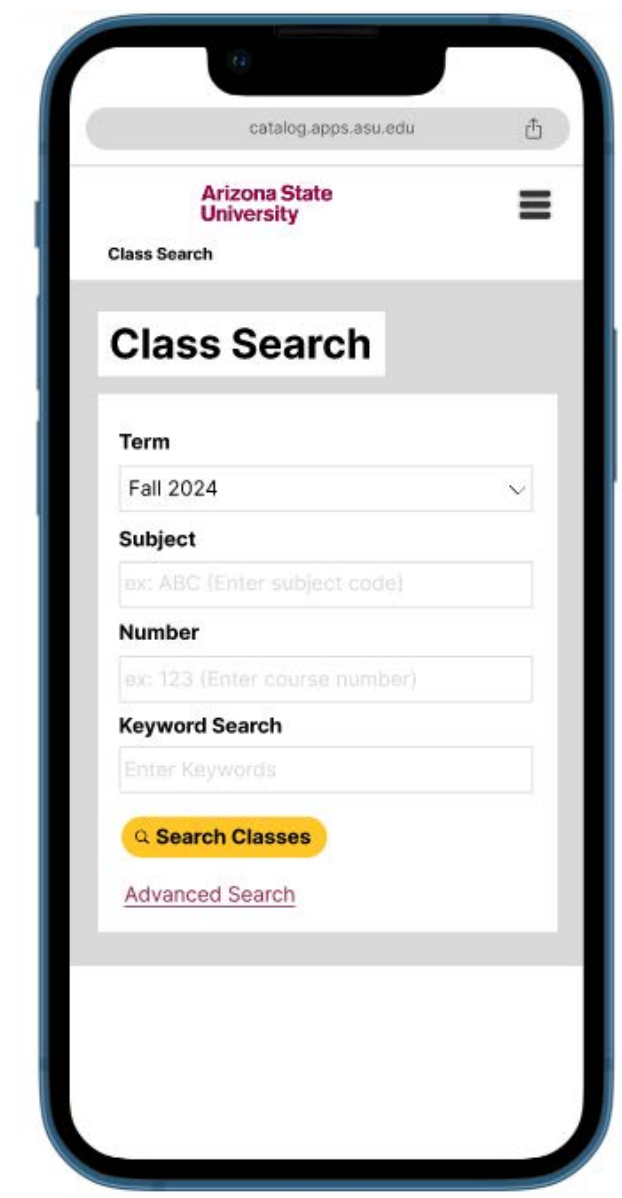 catalog.apps.asu.edu
Arizona State
University
Class Search
Class Search
Term
Fall 2024
Subject
ex: ABC (Enter subject code)
Number
ex: 123 (Enter course number)
Keyword Search
Enter Keywords
Search Classes
Advanced Search